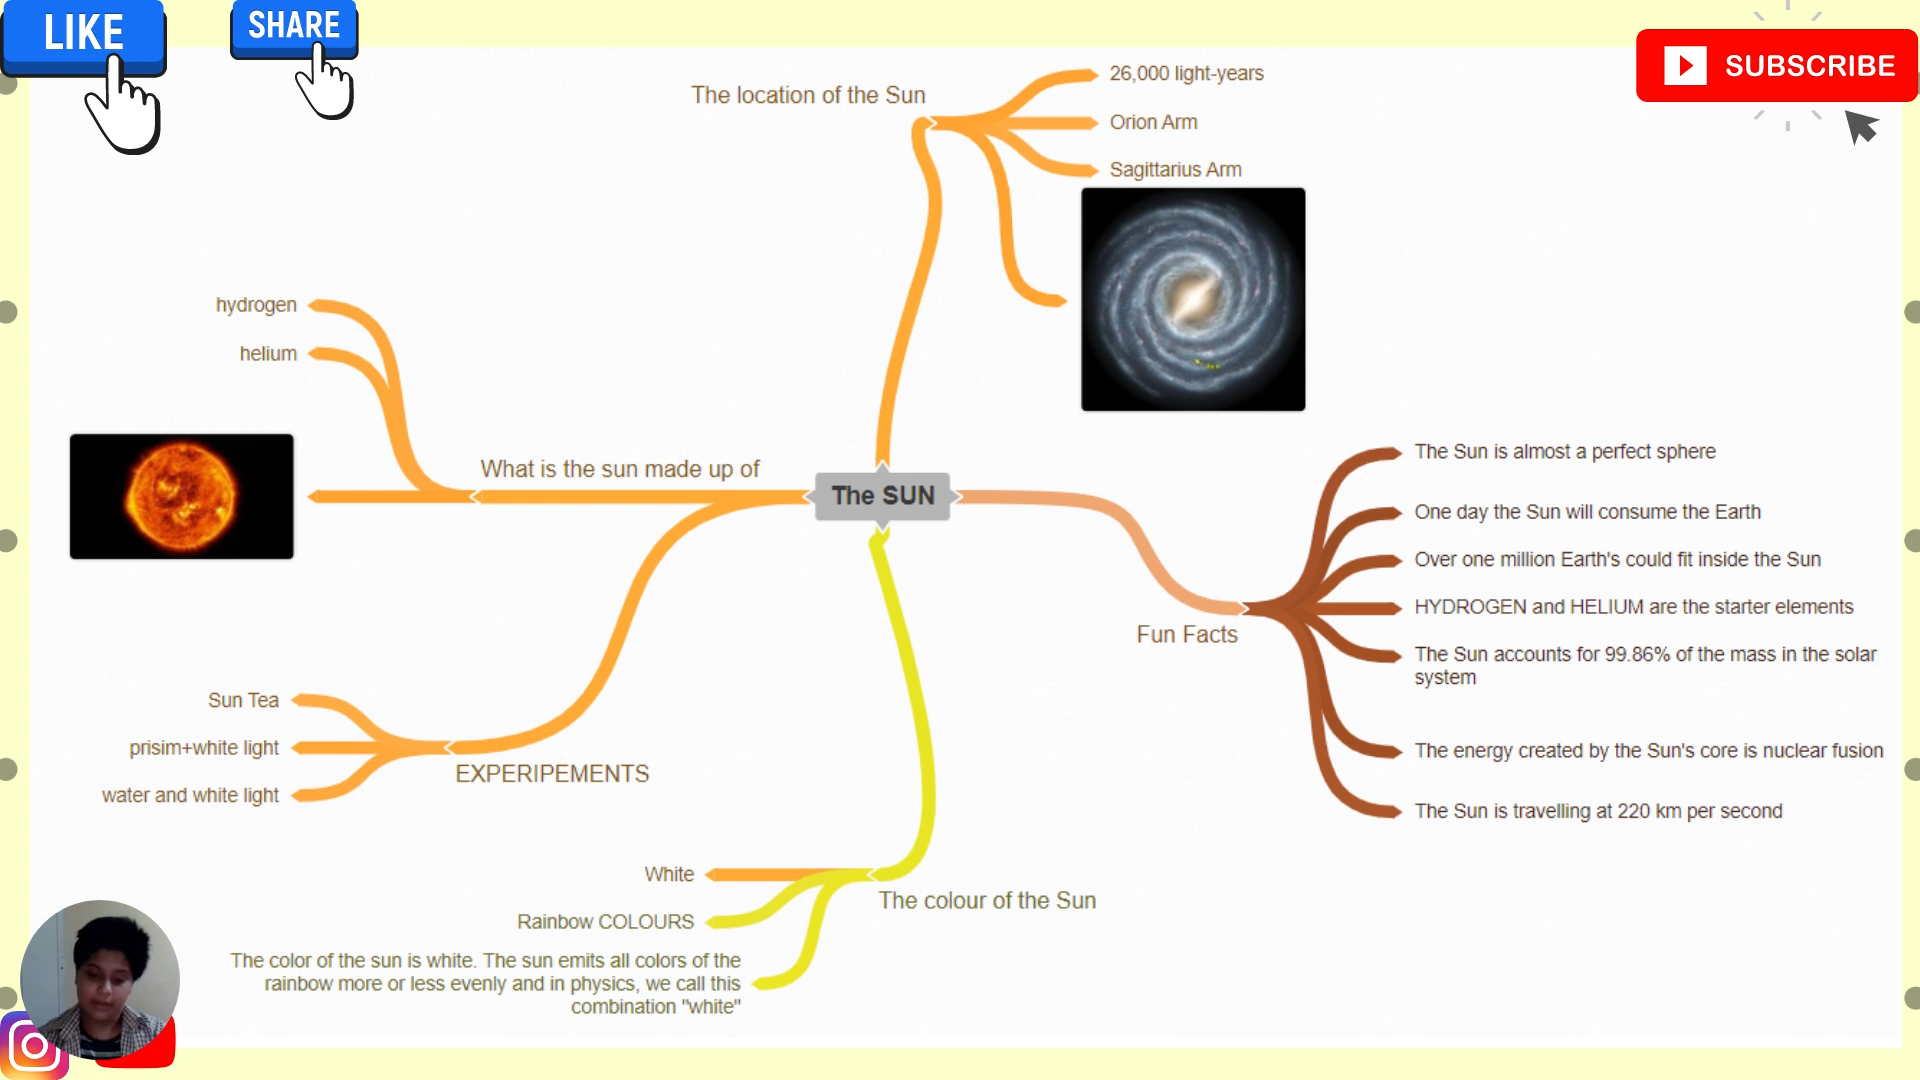 LIKE
SHARE
SUBSCRIBE
The location of the Sun
26,000 light-years
Orion Arm
Sagittarius Arm
hydrogen
helium
What is the sun made up of
The SUN
The Sun is almost a perfect sphere
One day the Sun will consume the Earth
Over one million Earth's could fit inside the Sun
HYDROGEN and HELIUM are the starter elements
The Sun accounts for 99.86% of the mass in the solar
system
The energy created by the Sun's core is nuclear fusion
The Sun is travelling at 220 km per second
Fun Facts
Sun Tea
prisim+white light
water and white light
EXPERIPEMENTS
White
Rainbow COLOURS
The color of the sun is white. The sun emits all colors of the
rainbow more or less evenly and in physics, we call this
combination "white"
The colour of the Sun